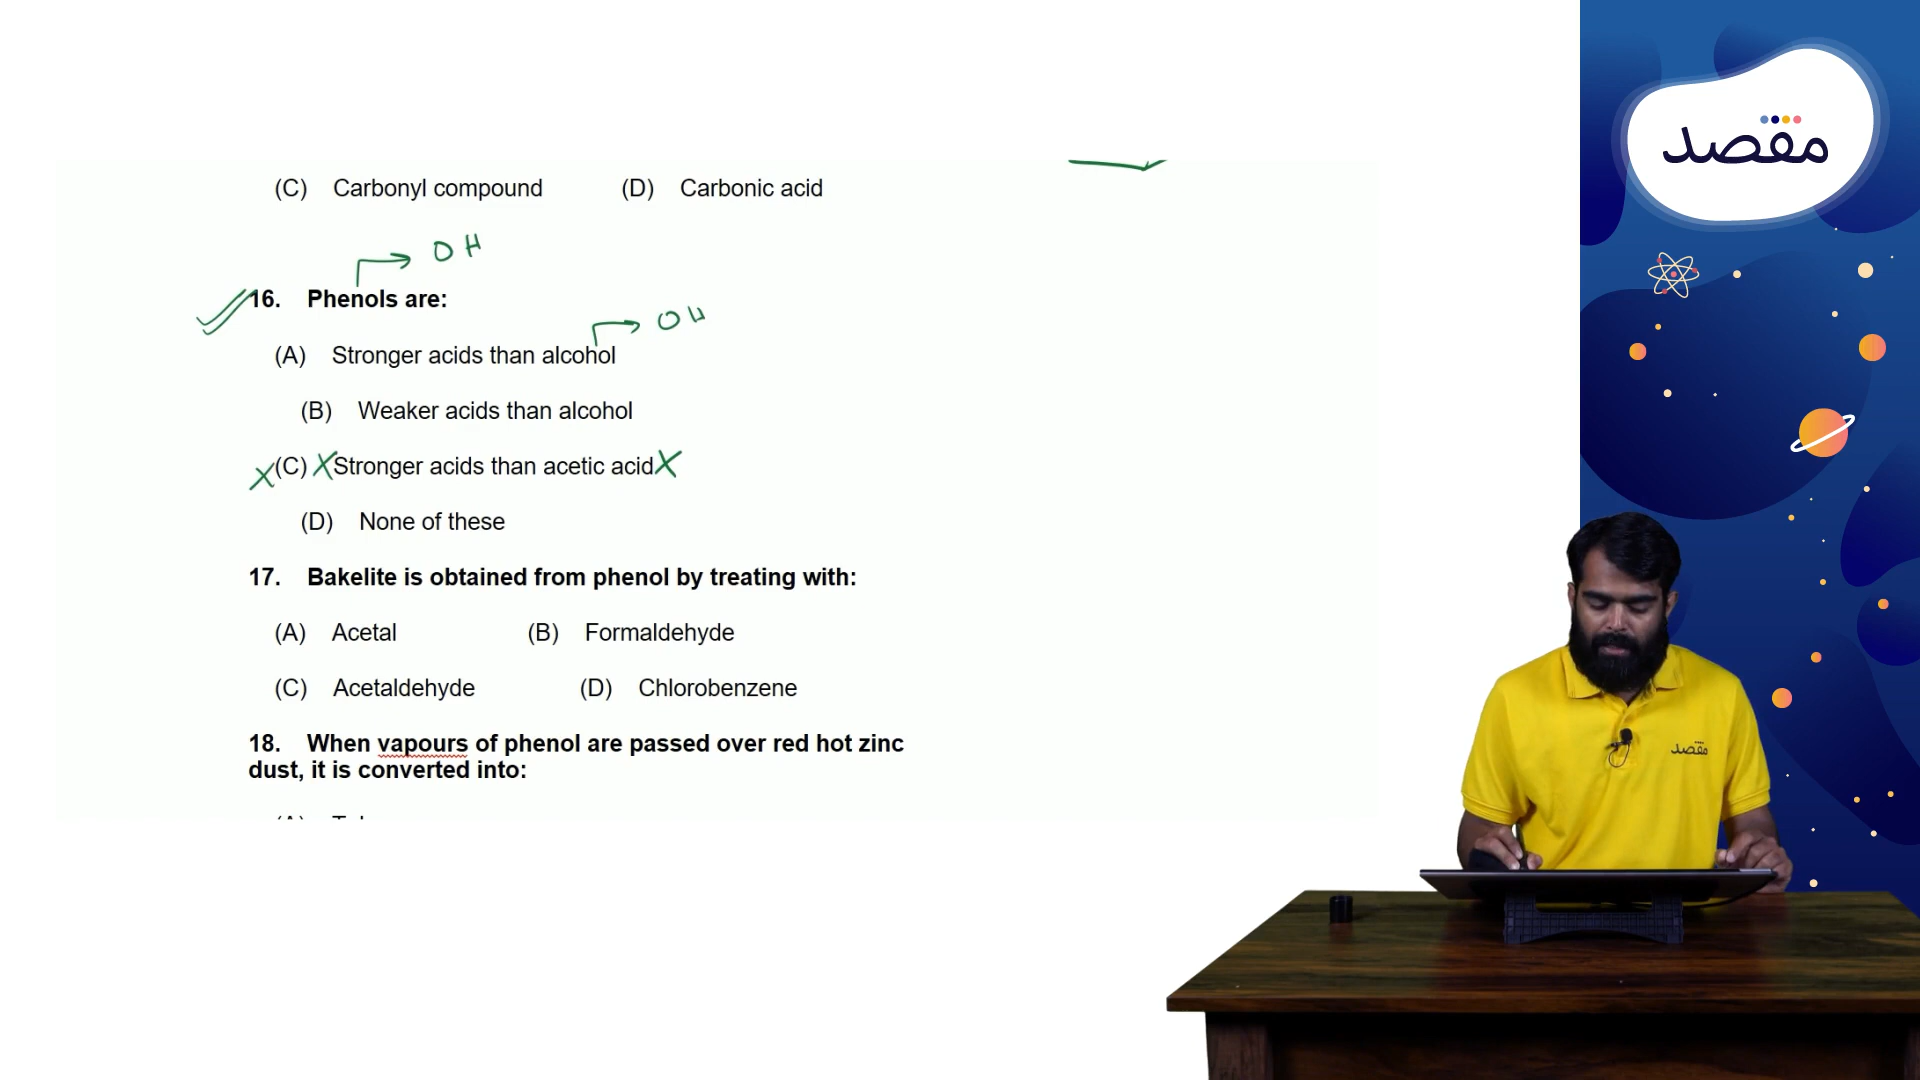 مقصد
(C) Carbonyl compound (D) Carbonic acid
OH
16. Phenols are:
OH
(A) Stronger acids than alcohol
(B) Weaker acids than alcohol
X(C) XStronger acids than acetic acidX
(D) None of these
17. Bakelite is obtained from phenol by treating with:
(A) Acetal (B) Formaldehyde
(C) Acetaldehyde (D) Chlorobenzene
18. When vapours of phenol are passed over red hot zinc
dust, it is converted into:
مقصد